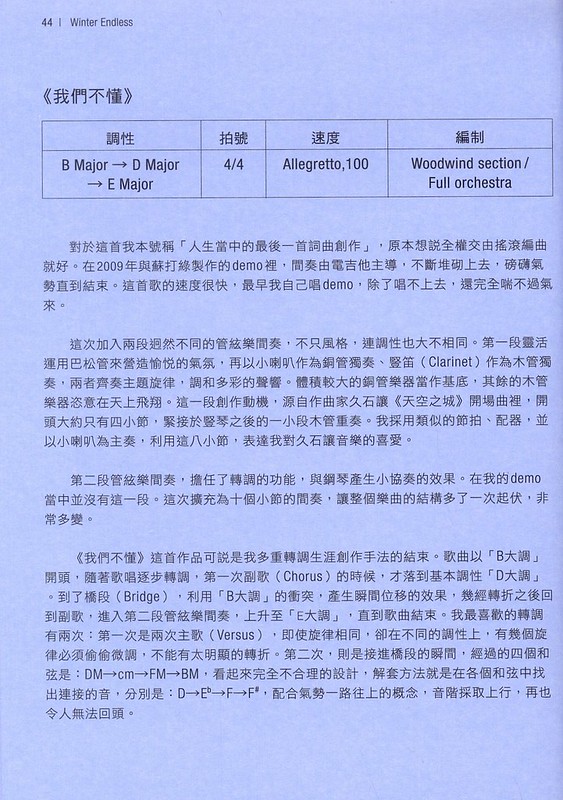 44 | Winter Endless
《我們不懂》
調性 拍號 速度 編制
B Major → D Major 4/4 Allegretto,100 Woodwind section /
→ E Major Full orchestra
對於這首我本號稱「人生當中的最後一首詞曲創作」，原本想說全權交由搖滾編曲
就好。在2009年與蘇打綠製作的demo裡，間奏由電吉他主導，不斷堆砌上去，磅礡氣
勢直到結束。這首歌的速度很快，最早我自己唱demo，除了唱不上去，還完全喘不過氣
來。
這次加入兩段迥然不同的管絃樂間奏，不只風格，連調性也大不相同。第一段靈活
運用巴松管來營造愉悅的氣氛，再以小喇叭作為銅管獨奏、豎笛（Clarinet）作為木管獨
奏，兩者齊奏主題旋律，調和多彩的聲響。體積較大的銅管樂器當作基底，其餘的木管
樂器恣意在天上飛翔。這一段創作動機，源自作曲家久石讓《天空之城》開場曲裡，開
頭大約只有四小節，緊接於豎琴之後的一小段木管重奏。我採用類似的節拍、配器，並
以小喇叭為主奏，利用這八小節，表達我對久石讓音樂的喜愛。
第二段管絃樂間奏，擔任了轉調的功能，與鋼琴產生小協奏的效果。在我的demo
當中並沒有這一段。這次擴充為十個小節的間奏，讓整個樂曲的結構多了一次起伏，非
常多變。
《我們不懂》這首作品可說是我多重轉調生涯創作手法的結束。歌曲以「B大調」
開頭，隨著歌唱逐步轉調，第一次副歌（Chorus）的時候，才落到基本調性「D大調」
。到了橋段（Bridge），利用「B大調」的衝突，產生瞬間位移的效果，幾經轉折之後回
到副歌，進入第二段管絃樂間奏，上升至「E大調」，直到歌曲結束。我最喜歡的轉調
有兩次：第一次是兩次主歌（Versus），即使旋律相同，卻在不同的調性上，有幾個旋
律必須偷偷微調，不能有太明顯的轉折。第二次，則是接進橋段的瞬間，經過的四個和
弦是：DM→cm→FM→BM，看起來完全不合理的設計，解套方法就是在各個和弦中找
出連接的音，分別是：D→E♭→F→F#，配合氣勢一路往上的概念，音階採取上行，再也
令人無法回頭。